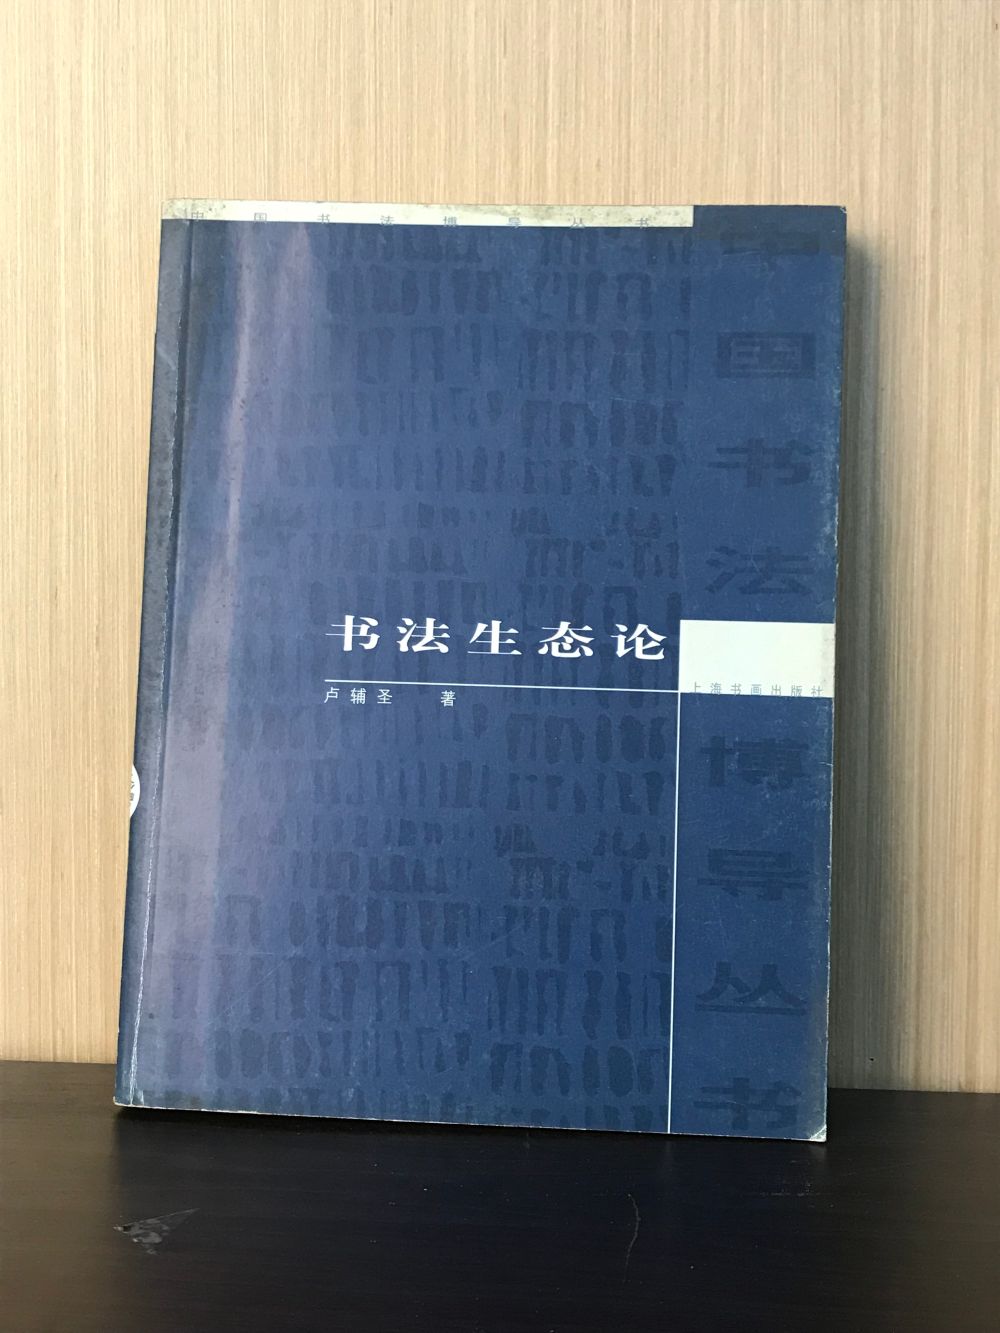 中国书法博导丛书
中国书法博导丛书
书法生态论
卢辅圣 著
上海书画出版社